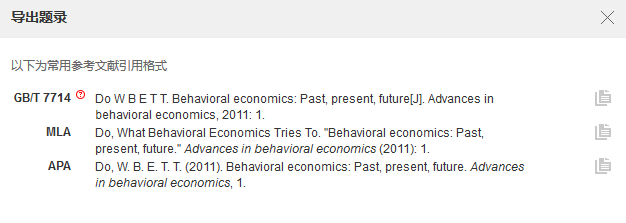 导出题录
以下为常用参考文献引用格式
GB/T 7714 Do W B E T T. Behavioral economics: Past, present, future[J]. Advances in
behavioral economics, 2011: 1.
MLA Do, What Behavioral Economics Tries To. "Behavioral economics: Past,
present, future." Advances in behavioral economics (2011): 1.
APA Do, W. B. E. T. T. (2011). Behavioral economics: Past, present, future. Advances
in behavioral economics, 1.